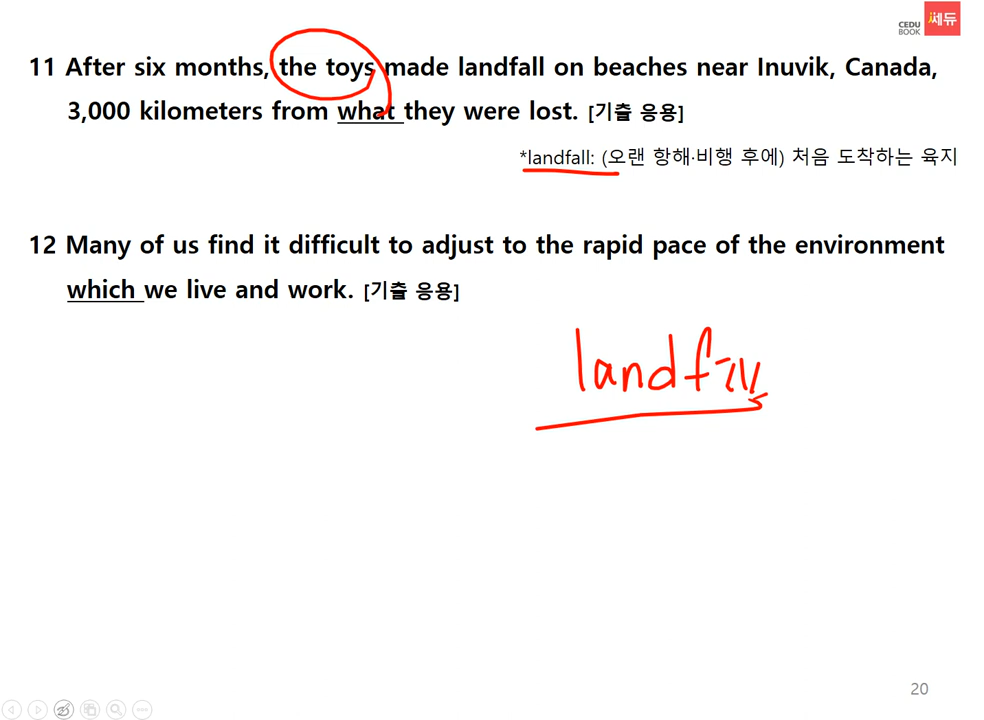 CEDU
BOOK
쎄듀
11 After six months, the toys made landfall on beaches near Inuvik, Canada,
3,000 kilometers from what they were lost. [기출 응용]
*landfall: (오랜 항해·비행 후에) 처음 도착하는 육지
12 Many of us find it difficult to adjust to the rapid pace of the environment
which we live and work. [기출 응용]
landfill
20